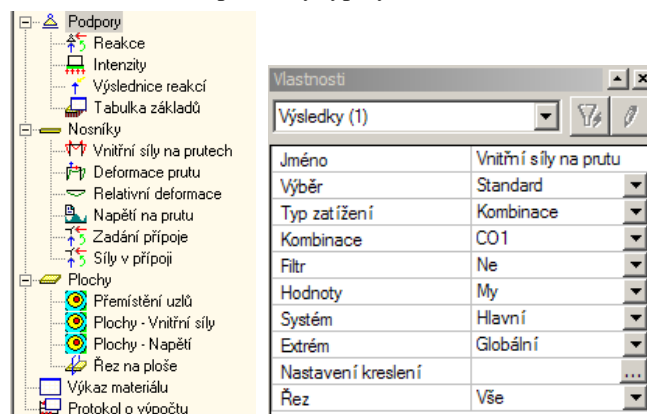 Podpory
Reakce
Intenzity
Výslednice reakcí
Tabulka základů
Nosníky
Vnitřní síly na prutech
Deformace prutu
Relativní deformace
Napětí na prutu
Zadání přípoje
Síly v přípoji
Plochy
Přemístění uzlů
Plochy - Vnitřní síly
Plochy - Napětí
Řez na ploše
Výkaz materiálu
Protokol o výpočtu
Vlastnosti
Výsledky (1)
Jméno Vnitřní síly na prutu
Výběr Standard
Typ zatížení Kombinace
Kombinace CO1
Filtr Ne
Hodnoty My
Systém Hlavní
Extrém Globální
Nastavení kreslení ...
Řez Vše